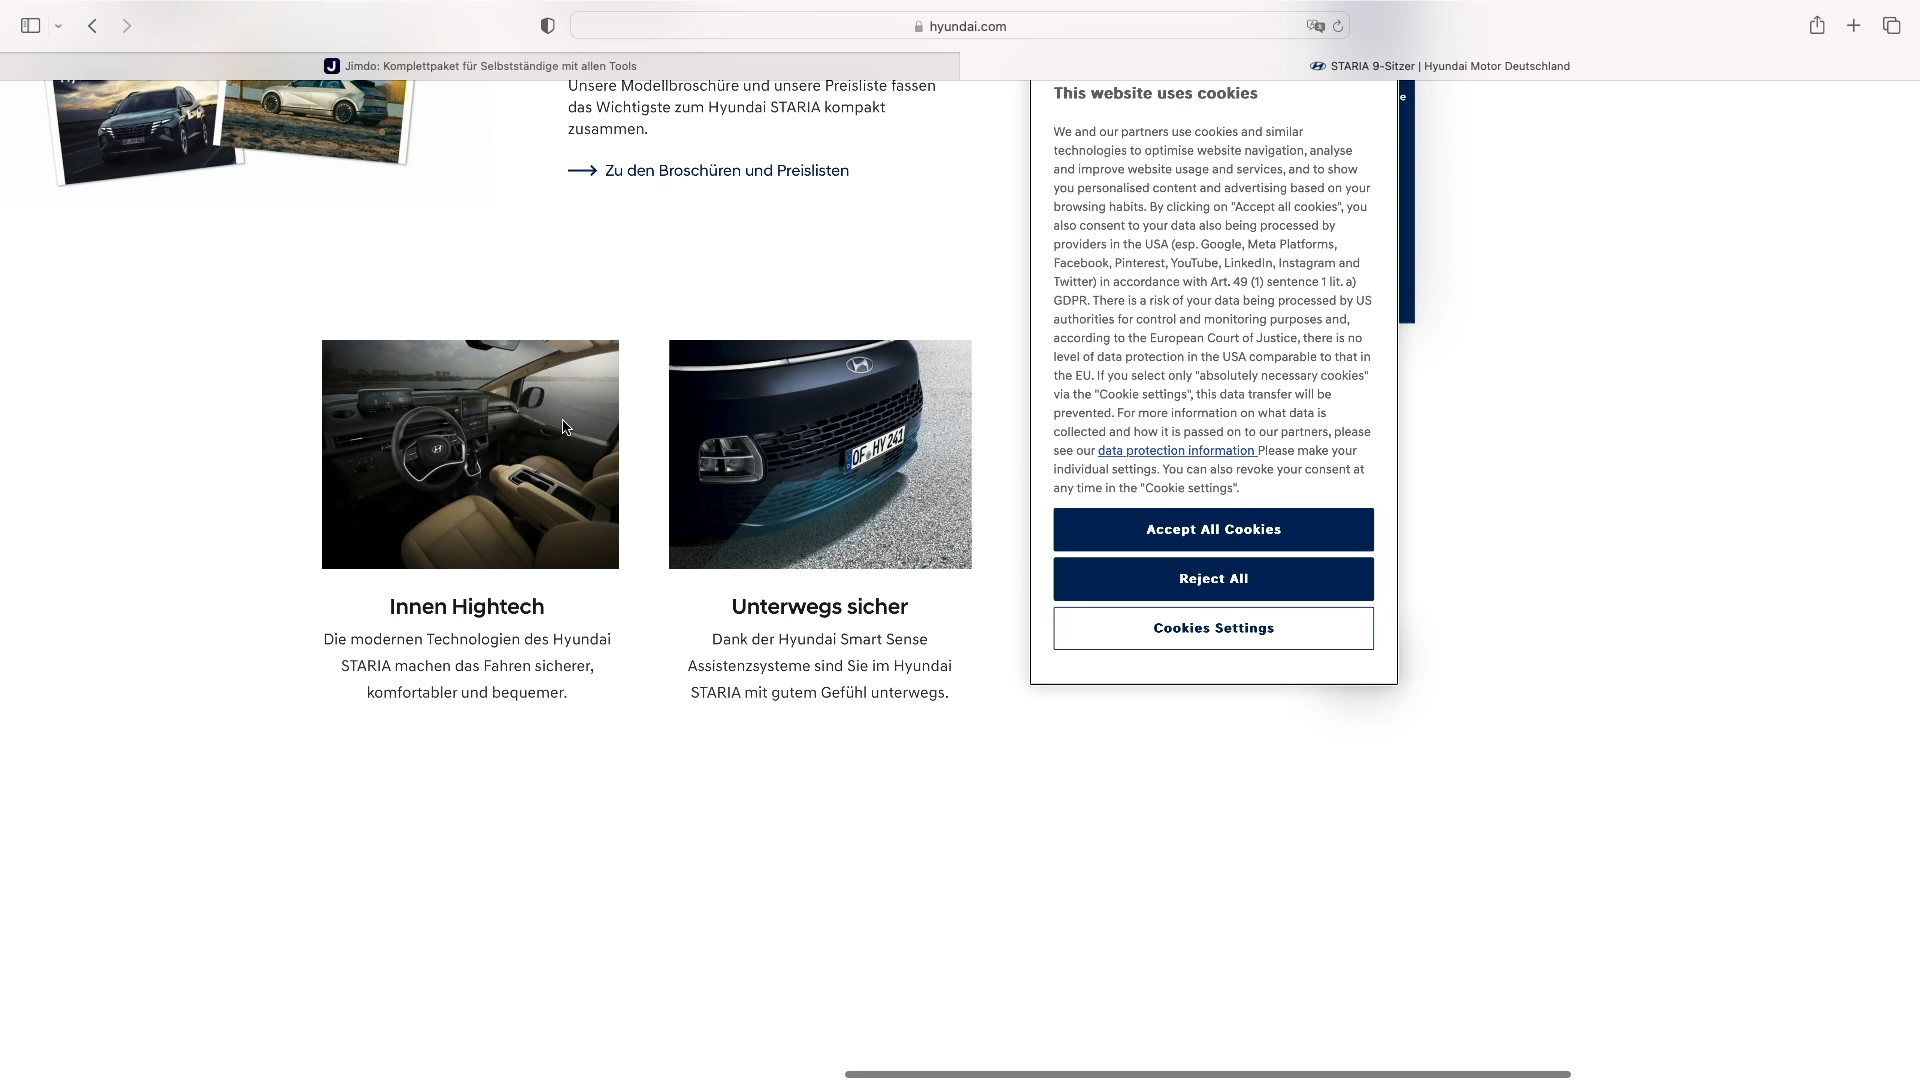 hyundai.com
Jimdo: Komplettpaket für Selbstständige mit allen Tools
STARIA 9-Sitzer | Hyundai Motor Deutschland
Unsere Modellbroschüre und unsere Preisliste fassen
das Wichtigste zum Hyundai STARIA kompakt
zusammen.
Zu den Broschüren und Preislisten
This website uses cookies
We and our partners use cookies and similar
technologies to optimise website navigation, analyse
and improve website usage and services, and to show
you personalised content and advertising based on your
browsing habits. By clicking on "Accept all cookies", you
also consent to your data also being processed by
providers in the USA (esp. Google, Meta Platforms,
Facebook, Pinterest, YouTube, LinkedIn, Instagram and
Twitter) in accordance with Art. 49 (1) sentence 1 lit. a)
GDPR. There is a risk of your data being processed by US
authorities for control and monitoring purposes and,
according to the European Court of Justice, there is no
level of data protection in the USA comparable to that in
the EU. If you select only "absolutely necessary cookies"
via the "Cookie settings", this data transfer will be
prevented. For more information on what data is
collected and how it is passed on to our partners, please
see our data protection information Please make your
individual settings. You can also revoke your consent at
any time in the "Cookie settings".
Accept All Cookies
Reject All
Cookies Settings
e
OF HY 241
Innen Hightech
Die modernen Technologien des Hyundai
STARIA machen das Fahren sicherer,
komfortabler und bequemer.
Unterwegs sicher
Dank der Hyundai Smart Sense
Assistenzsysteme sind Sie im Hyundai
STARIA mit gutem Gefühl unterwegs.